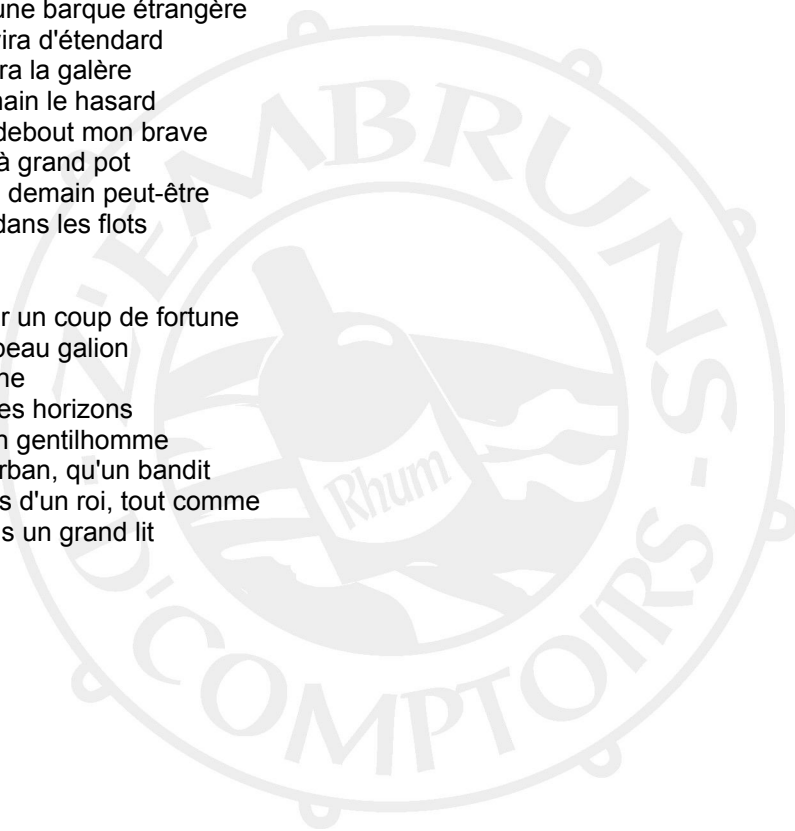 une barque étrangère
ira d'étendard
ra la galère
ain le hasard
debout mon brave
à grand pot
demain peut-être
dans les flots
r un coup de fortune
beau galion
ne
es horizons
n gentilhomme
rban, qu'un bandit
s d'un roi, tout comme
s un grand lit
Z'EMBRUNS - D'COMPTOIRS -
Rhum